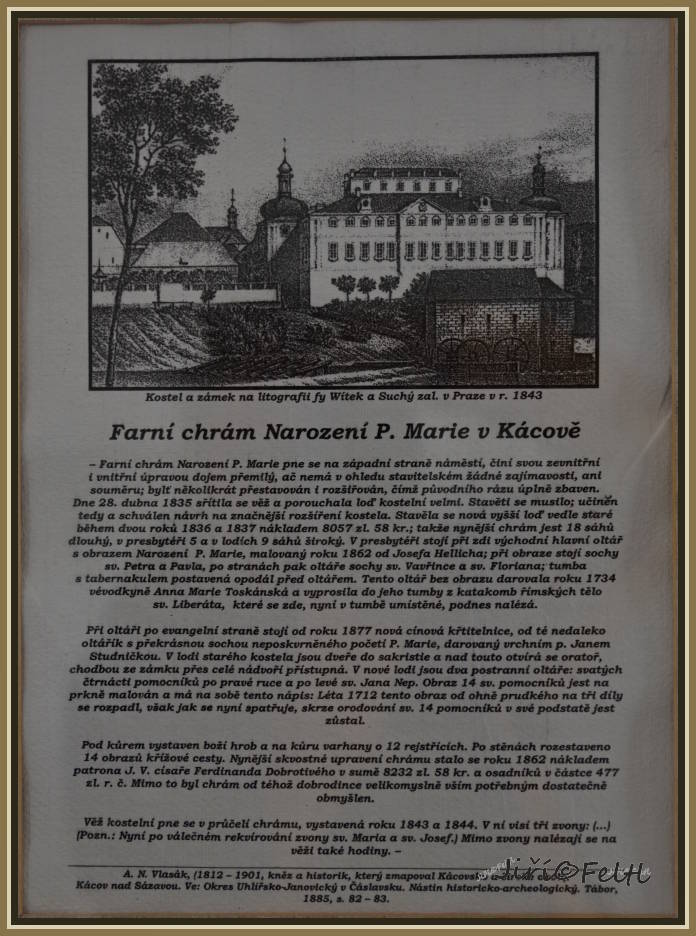 Kostel a zámek na litografii fy Wítek a Suchý zal. v Praze v r. 1843
Farní chrám Narození P. Marie v Kácově
– Farní chrám Narození P. Marie pne se na západní straně náměstí, činí svou zevnitřní
i vnitřní úpravou dojem přemilý, ač nemá v ohledu stavitelském žádné zajímavosti, ani
souměru; bylť několikrát přestavován i rozšiřován, čímž původního rázu úplně zbaven.
Dne 28. dubna 1835 sřítila se věž a porouchala loď kostelní velmi. Stavěti se musilo; učiněn
tedy a schválen návrh na značnější rozšíření kostela. Stavěla se nová vyšší loď vedle staré
během dvou roků 1836 a 1837 nákladem 8057 zl. 58 kr.; takže nynější chrám jest 18 sáhů
dlouhý, v presbytéři 5 a v lodích 9 sáhů široký. V presbytéři stojí při zdi východní hlavní oltář
s obrazem Narození P. Marie, malovaný roku 1862 od Josefa Hellicha; při obraze stojí sochy
sv. Petra a Pavla, po stranách pak oltáře sochy sv. Vavřince a sv. Floriana; tumba
s tabernakulem postavena opodál před oltářem. Tento oltář bez obrazu darovala roku 1734
vévodkyně Anna Marie Toskánská a vyprosila do jeho tumby z katakomb římských tělo
sv. Liberáta, které se zde, nyní v tumbě umístěné, podnes nalézá.
Při oltáři po evangelní straně stojí od roku 1877 nová cínová křtitelnice, od té nedaleko
oltářík s překrásnou sochou neposkvrněného početí P. Marie, darovaný vrchním p. Janem
Studničkou. V lodi starého kostela jsou dveře do sakristie a nad touto otvírá se oratoř,
chodbou ze zámku přes celé nádvoří přístupná. V nové lodi jsou dva postranní oltáře: svatých
čtrnácti pomocníků po pravé ruce a po levé sv. Jana Nep. Obraz 14 sv. pomocníků jest na
prkně malován a má na sobě tento nápis: Léta 1712 tento obraz od ohně prudkého na tři díly
se rozpadl, však jak se nyní spatřuje, skrze orodování sv. 14 pomocníků v své podstatě jest
zůstal.
Pod kůrem vystaven boží hrob a na kůru varhany o 12 rejstřících. Po stěnách rozestaveno
14 obrazů křížové cesty. Nynější skvostné upravení chrámu stalo se roku 1862 nákladem
patrona J. V. císaře Ferdinanda Dobrotivého v sumě 8232 zl. 58 kr. a osadníků v částce 477
zl. r. č. Mimo to byl chrám od téhož dobrodince velikomyslně vším potřebným dostatečně
obmyšlen.
Věž kostelní pne se v průčelí chrámu, vystavená roku 1843 a 1844. V ní visí tři zvony: (...)
(Pozn.: Nyní po válečném rekvírování zvony sv. Maria a sv. Josef.) Mimo zvony nalézají se na
věži také hodiny. –
A. N. Vlasák, (1812 – 1901, kněz a historik, který zmapoval Kácovsko a
Kácov nad Sázavou. Ve: Okres Uhlířsko-Janovický v Čáslavsku. Nástin historicko-archeologický. Tábor,
1885, s. 82 – 83.
Jiří©FelH